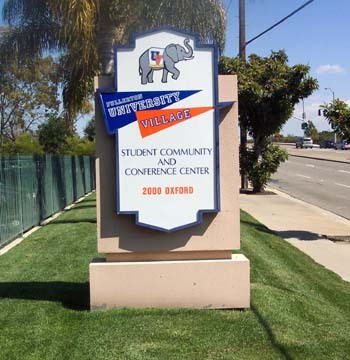 FULLERTON
UNIVERSITY
VILLAGE
STUDENT COMMUNITY
AND
CONFERENCE CENTER
2000 OXFORD